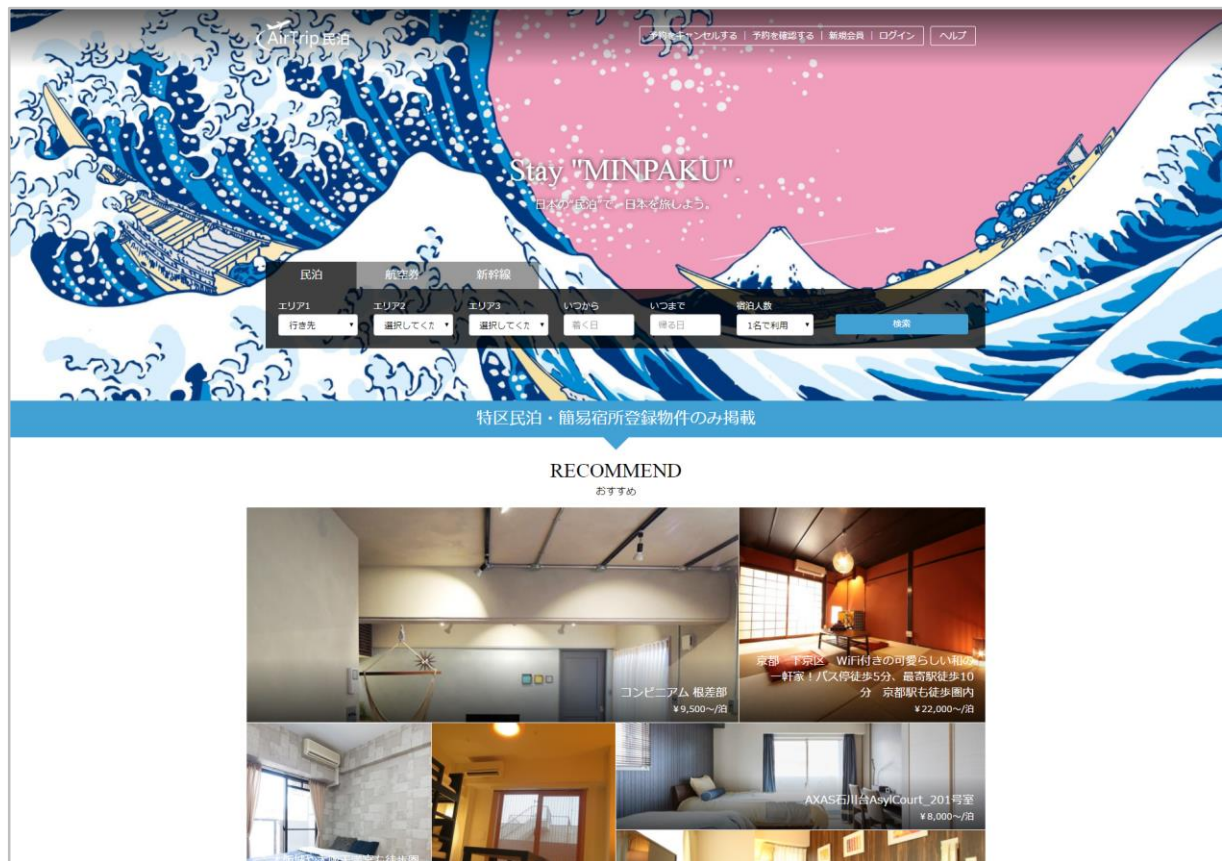 AirTrip 民泊
予約をキャンセルする | 予約を確認する | 新規会員 | ログイン
ヘルプ
Stay "MINPAKU".
日本の"民泊"で、日本を旅しよう。
民泊 航空券 新幹線
エリア1 エリア2 エリア3 いつから いつまで 宿泊人数
行き先 選択してくだ 選択してくだ 着く日 帰る日 1名で利用 検索
特区民泊・簡易宿所登録物件のみ掲載
RECOMMEND
おすすめ
コンビニアム 根差部
¥9,500～/泊
京都 下京区 WiFi付きの可愛らしい和の
一軒家！バス停徒歩5分、最寄駅徒歩10
分 京都駅も徒歩圏内
¥22,000～/泊
AXAS石川台AsylCourt_201号室
¥8,000～/泊